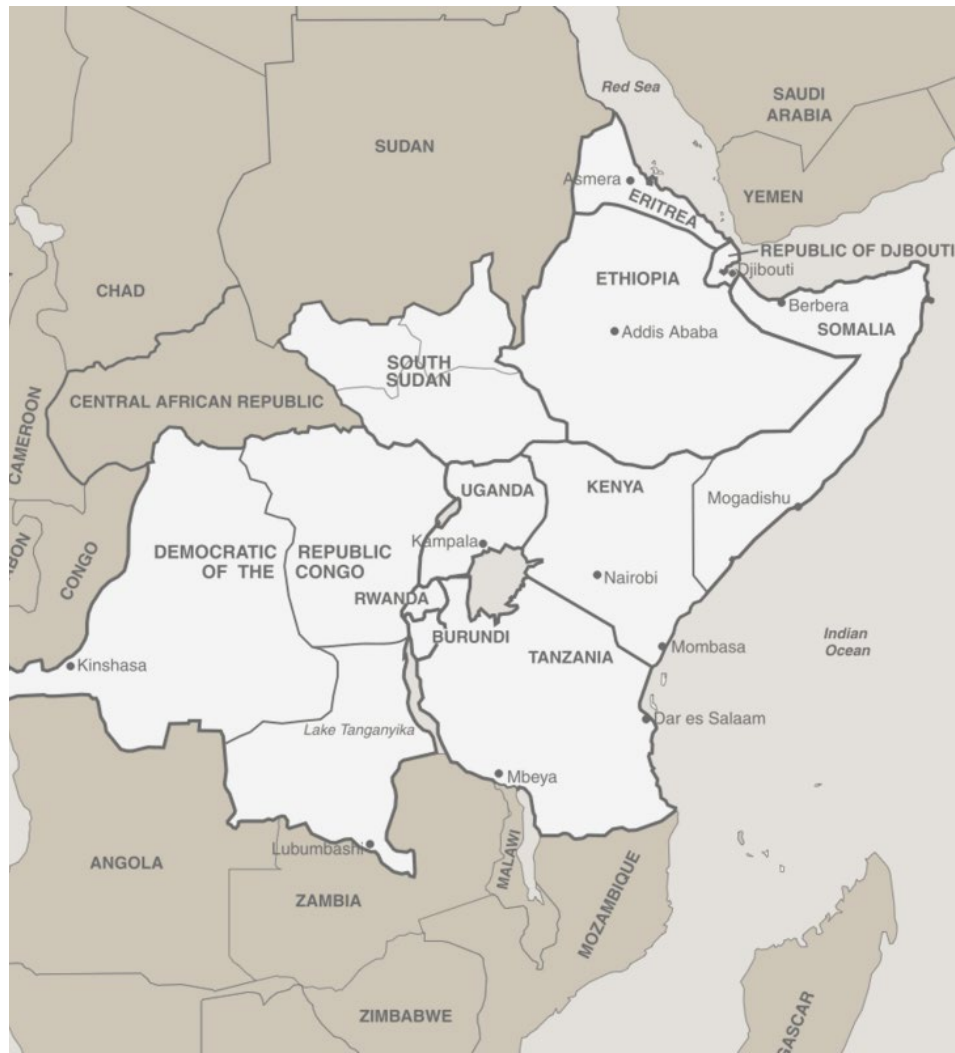 Red Sea
SAUDI
ARABIA
SUDAN
Asmera
ERITREA
YEMEN
REPUBLIC OF DJBOUTI
Djibouti
ETHIOPIA
CHAD
Berbera
SOMALIA
Addis Ababa
SOUTH
SUDAN
CENTRAL AFRICAN REPUBLIC
CAMEROON
UGANDA
KENYA
Mogadishu
Kampala
DEMOCRATIC REPUBLIC
OF THE CONGO
BON
CONGO
Nairobi
RWANDA
BURUNDI
TANZANIA
Mombasa
Indian
Ocean
Kinshasa
Dar es Salaam
Lake Tanganyika
Mbeya
Lubumbashi
ANGOLA
MALAWI
ZAMBIA
MOZAMBIQUE
ZIMBABWE
GASCAR